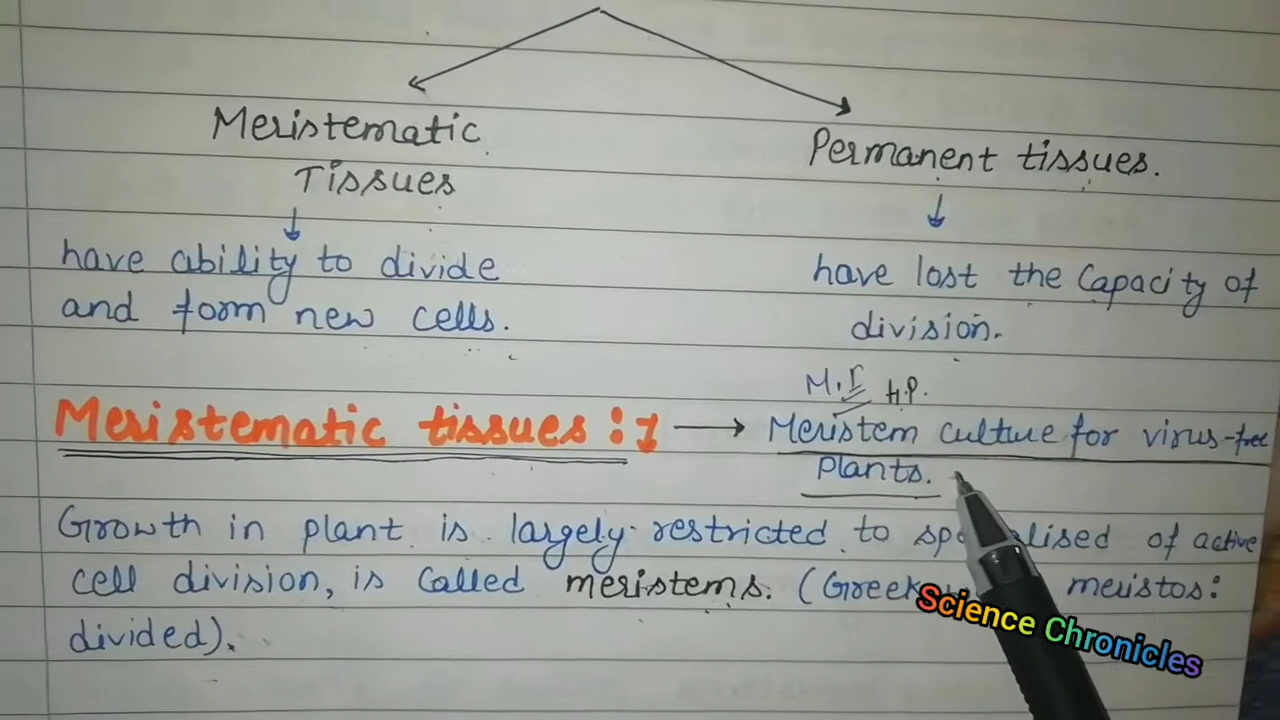 Meristematic
Tissues
Permanent tissues.
have ability to divide
and form new cells.
have lost the capacity of
division.
M.I H.P.
Meristematic tissues :1 → Meristem culture for virus-free
plants.
Growth in plant is largely restricted to of active
cell division, is called meristems. (Greek meristos:
divided).
Science Chronicles